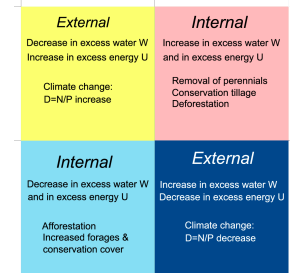 External
Decrease in excess water W
Increase in excess energy U
Climate change:
D=N/P increase
Internal
Increase in excess water W
and in excess energy U
Removal of perennials
Conservation tillage
Deforestation
Internal
Decrease in excess water W
and in excess energy U
Afforestation
Increased forages &
conservation cover
External
Increase in excess water W
Decrease in excess energy U
Climate change:
D=N/P decrease